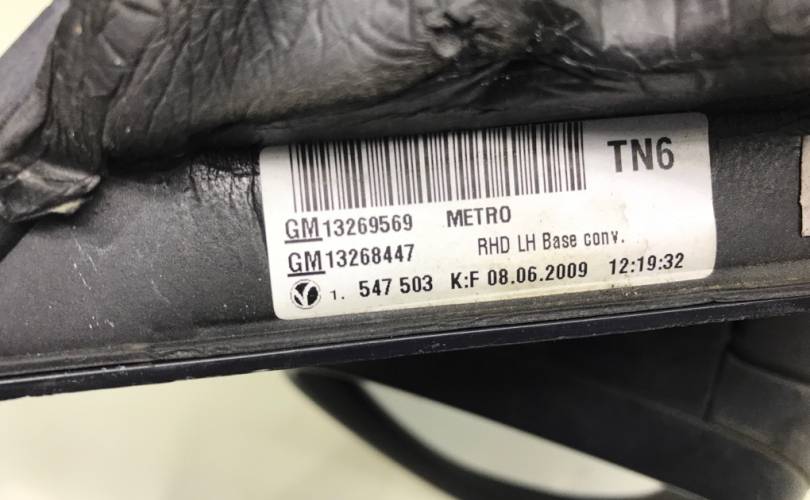 TN6
GM13269569 METRO
GM13268447 RHD LH Base conv.
1. 547 503 K:F 08.06.2009 12:19:32